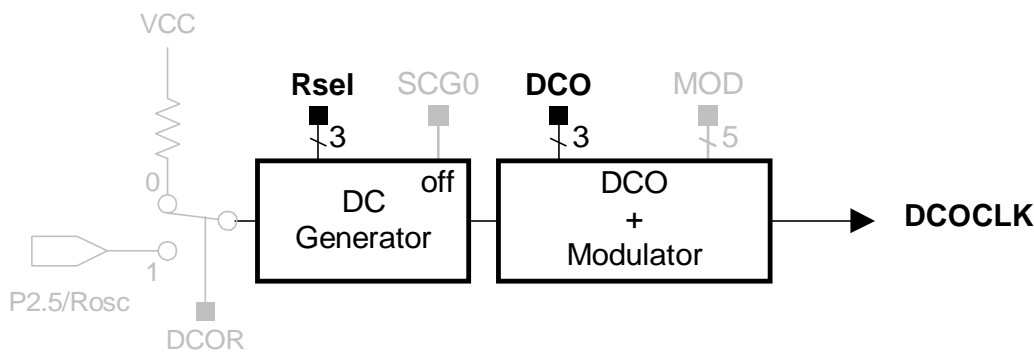 VCC
Rsel SCG0 DCO MOD
3 3 5
0 off
DC Generator
DCO + Modulator
DCOCLK
1
P2.5/Rosc
DCOR